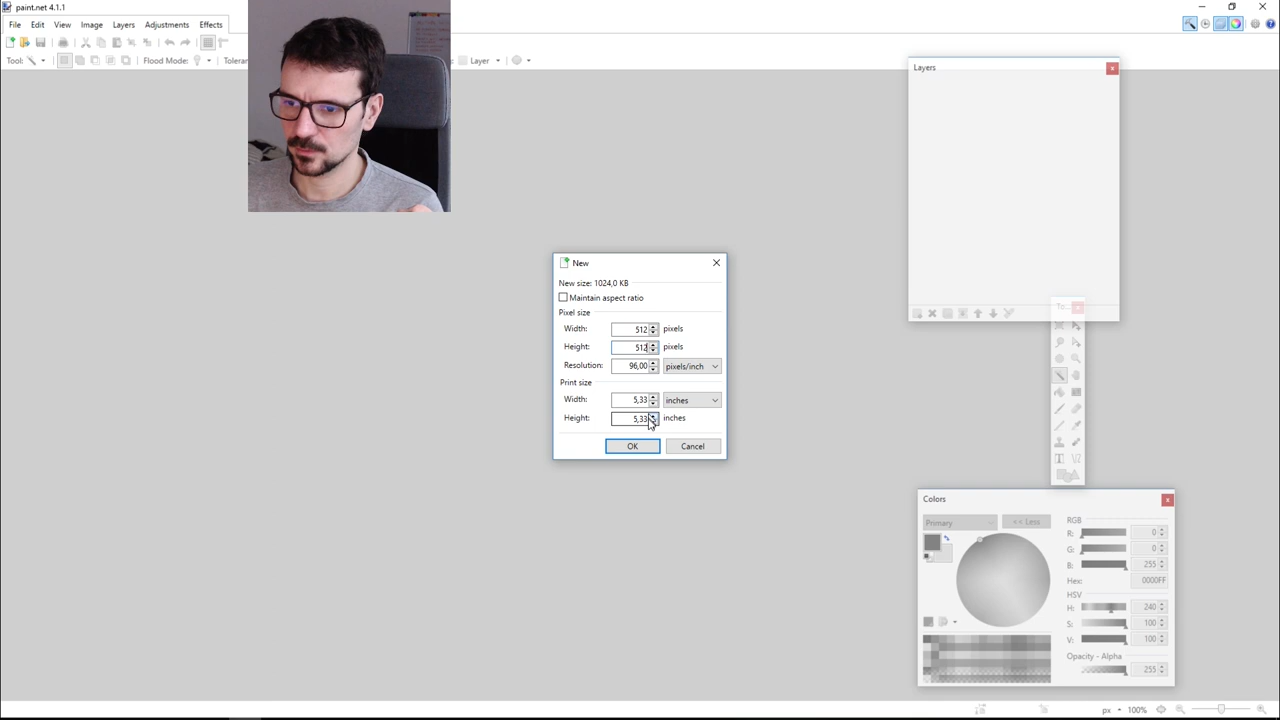 paint.net 4.1.1
File Edit View Image Layers Adjustments Effects
Tool: Flood Mode: Toleran Layer
Layers
New
New size: 1024,0 KB
Maintain aspect ratio
Pixel size
Width: 512 pixels
Height: 512 pixels
Resolution: 96,00 pixels/inch
Print size
Width: 5,33 inches
Height: 5,33 inches
OK Cancel
Colors
Primary << Less
RGB
R: 0
G: 0
B: 255
Hex: 0000FF
HSV
H: 240
S: 100
V: 100
Opacity - Alpha
255
px 100%